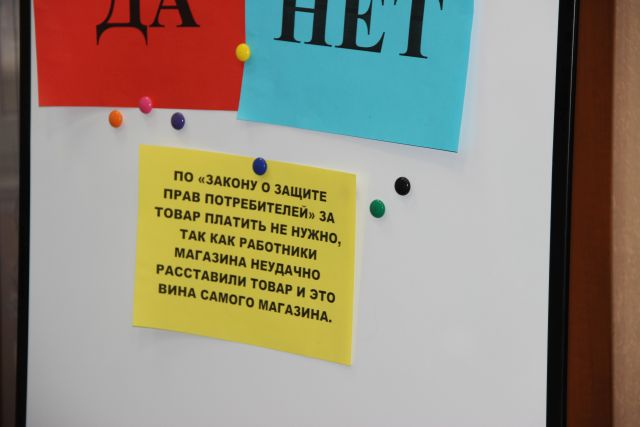 ДА
НЕТ
ПО «ЗАКОНУ О ЗАЩИТЕ
ПРАВ ПОТРЕБИТЕЛЕЙ» ЗА
ТОВАР ПЛАТИТЬ НЕ НУЖНО,
ТАК КАК РАБОТНИКИ
МАГАЗИНА НЕУДАЧНО
РАССТАВИЛИ ТОВАР И ЭТО
ВИНА САМОГО МАГАЗИНА.